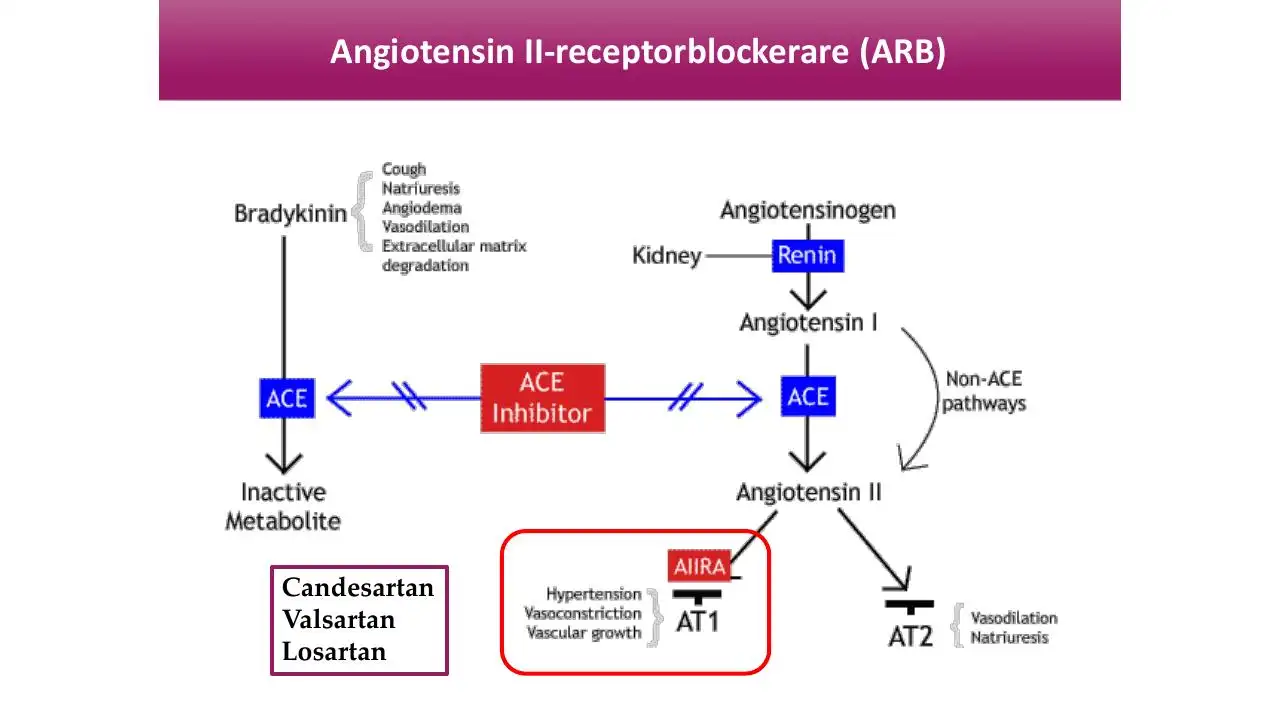 Angiotensin II-receptorblockerare (ARB)
Bradykinin
Cough
Natriuresis
Angiodema
Vasodilation
Extracellular matrix
degradation
Angiotensinogen
Kidney
Renin
Angiotensin I
Non-ACE
pathways
ACE
ACE
Inhibitor
ACE
Inactive
Metabolite
Angiotensin II
Candesartan
Valsartan
Losartan
AIIRA
Hypertension
Vasoconstriction
Vascular growth
AT1
AT2
Vasodilation
Natriuresis